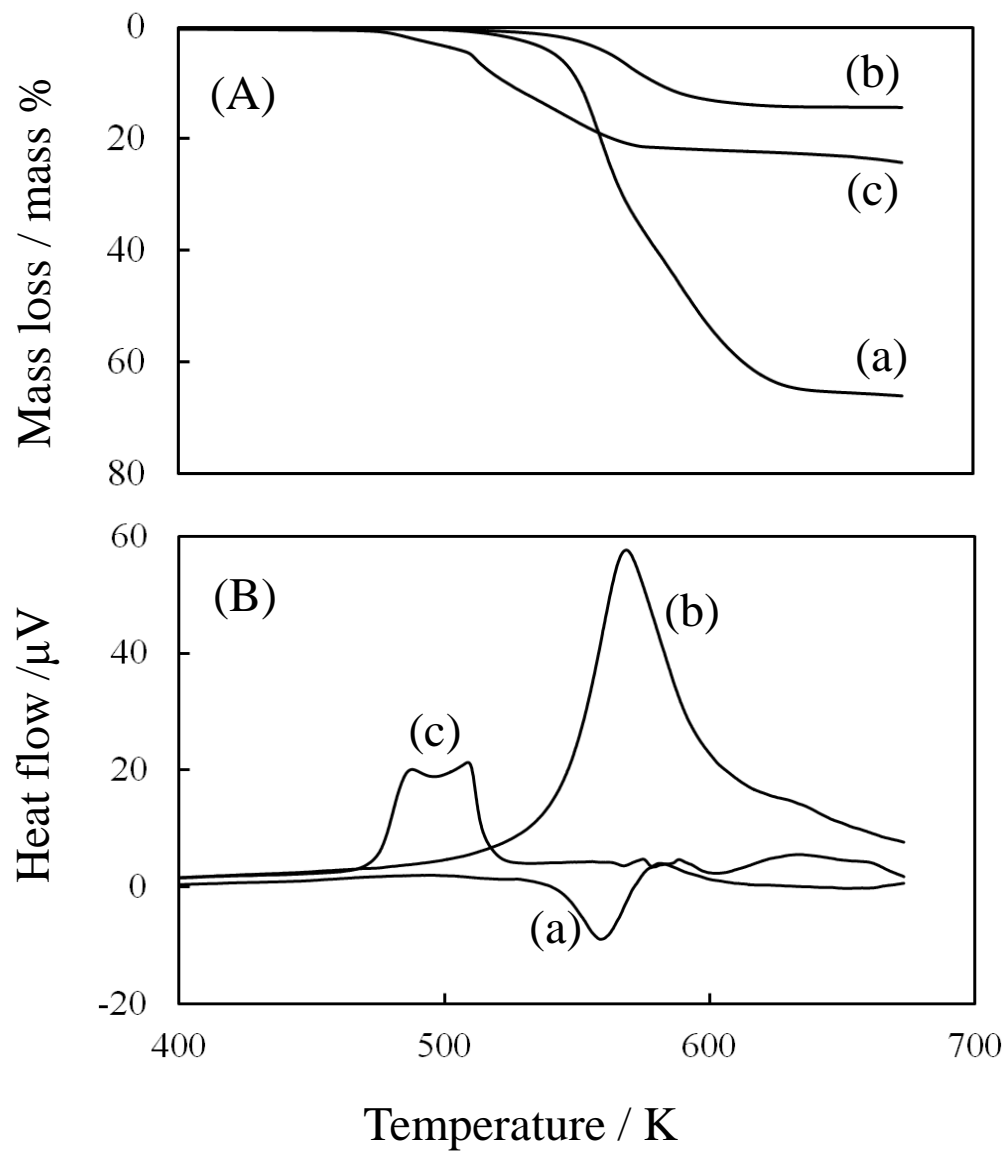 0
20
40
60
80
Mass loss / mass %
(A)
(b)
(c)
(a)
60
40
20
0
-20
Heat flow /μV
(B)
(b)
(c)
(a)
400
500
600
700
Temperature / K